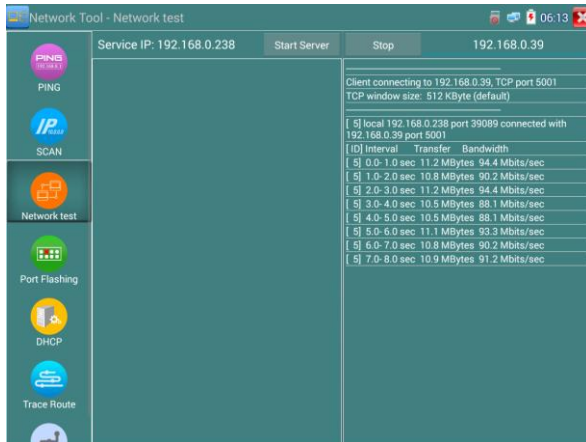 Network Tool - Network test
06:13
Service IP: 192.168.0.238
Start Server
Stop
192.168.0.39
PING
PING
SCAN
IP
Network test
Port Flashing
DHCP
Trace Route
Client connecting to 192.168.0.39, TCP port 5001
TCP window size: 512 KByte (default)
[ 5] local 192.168.0.238 port 39089 connected with
192.168.0.39 port 5001
[ ID] Interval Transfer Bandwidth
[ 5] 0.0- 1.0 sec 11.2 MBytes 94.4 Mbits/sec
[ 5] 1.0- 2.0 sec 10.8 MBytes 90.2 Mbits/sec
[ 5] 2.0- 3.0 sec 11.2 MBytes 94.4 Mbits/sec
[ 5] 3.0- 4.0 sec 10.5 MBytes 88.1 Mbits/sec
[ 5] 4.0- 5.0 sec 10.5 MBytes 88.1 Mbits/sec
[ 5] 5.0- 6.0 sec 11.1 MBytes 93.3 Mbits/sec
[ 5] 6.0- 7.0 sec 10.8 MBytes 90.2 Mbits/sec
[ 5] 7.0- 8.0 sec 10.9 MBytes 91.2 Mbits/sec